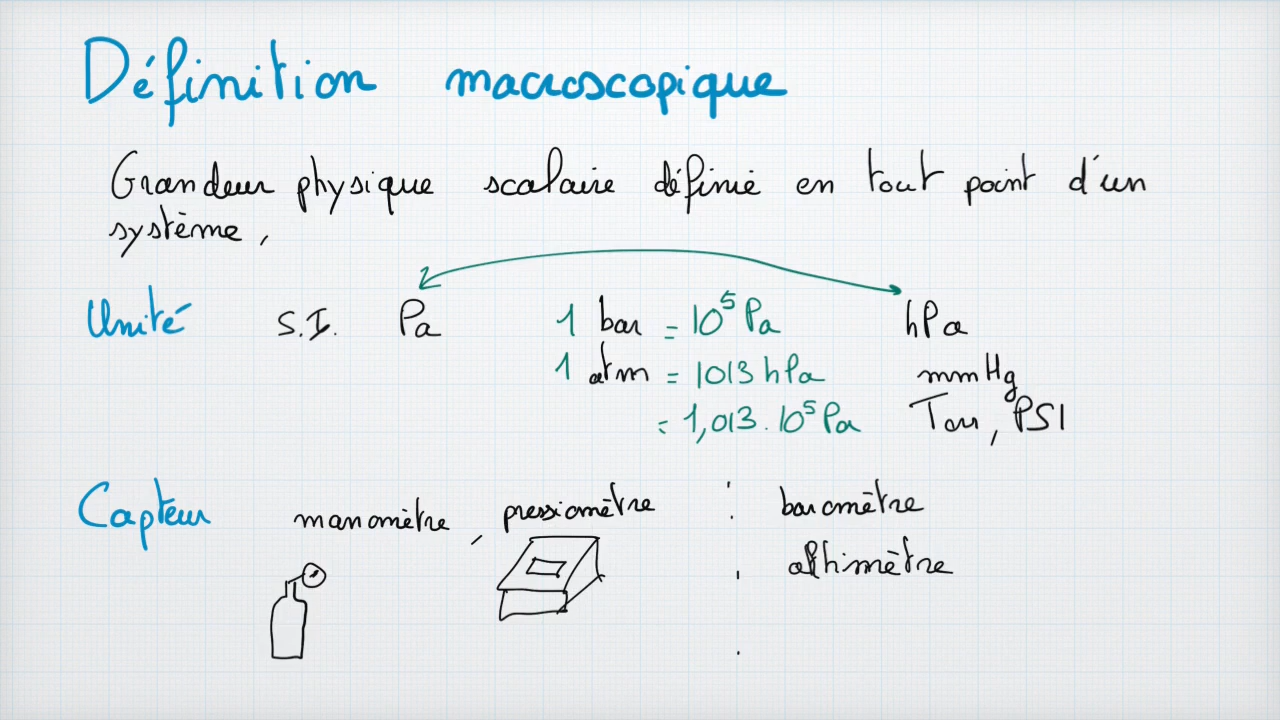 Définition macroscopique
Grandeur physique scalaire définie en tout point d'un
système,
Unité S.I. Pa 1 bar = 10⁵ Pa hPa
1 atm = 1013 hPa mmHg
= 1,013.10⁵ Pa Torr, PSI
Capteur manomètre, pressiomètre baromètre
altimètre